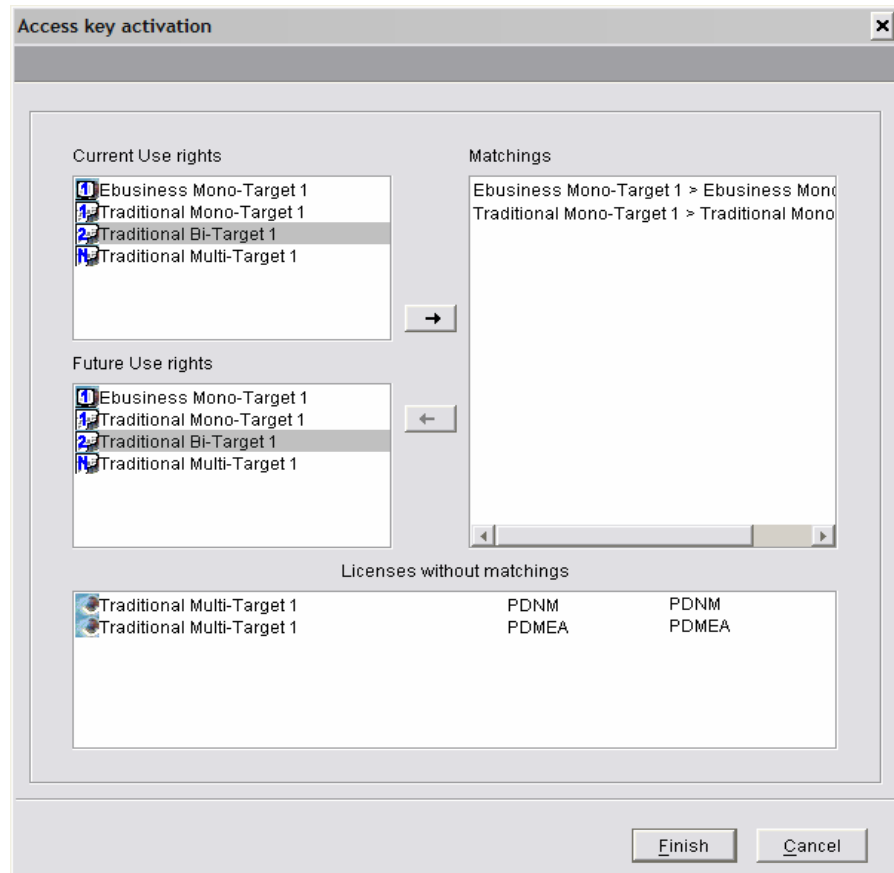 Access key activation
Current Use rights
Ebusiness Mono-Target 1
Traditional Mono-Target 1
Traditional Bi-Target 1
Traditional Multi-Target 1
Matchings
Ebusiness Mono-Target 1 > Ebusiness Mono
Traditional Mono-Target 1 > Traditional Mono
Future Use rights
Ebusiness Mono-Target 1
Traditional Mono-Target 1
Traditional Bi-Target 1
Traditional Multi-Target 1
Licenses without matchings
Traditional Multi-Target 1 PDNM PDNM
Traditional Multi-Target 1 PDMEA PDMEA
Finish Cancel